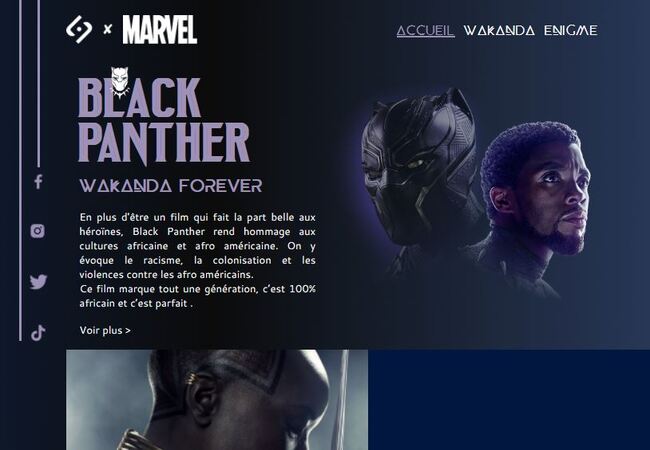 x MARVEL
ACCUEIL WAKANDA ENIGME
BLACK
PANTHER
WAKANDA FOREVER
En plus d'être un film qui fait la part belle aux
héroïnes, Black Panther rend hommage aux
cultures africaine et afro américaine. On y
évoque le racisme, la colonisation et les
violences contre les afro américains.
Ce film marque tout une génération, c'est 100%
africain et c'est parfait .
Voir plus >